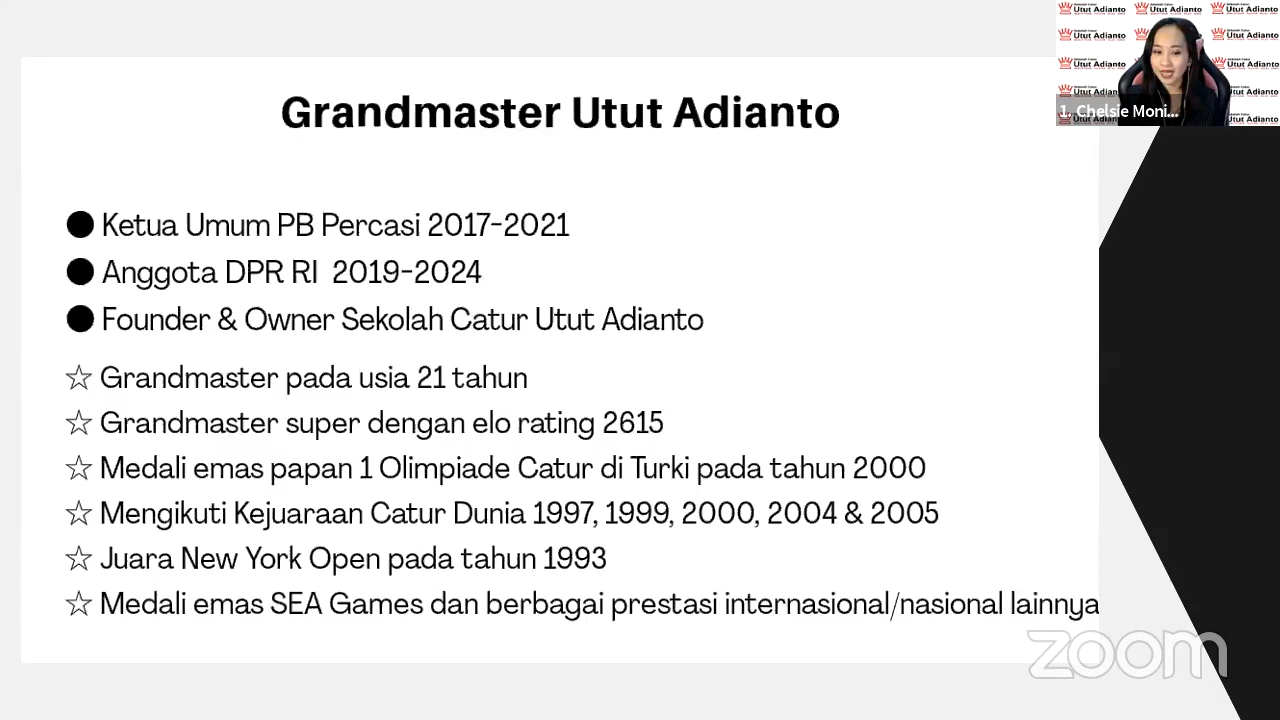 Grandmaster Utut Adianto
● Ketua Umum PB Percasi 2017-2021
● Anggota DPR RI 2019-2024
● Founder & Owner Sekolah Catur Utut Adianto
☆ Grandmaster pada usia 21 tahun
☆ Grandmaster super dengan elo rating 2615
☆ Medali emas papan 1 Olimpiade Catur di Turki pada tahun 2000
☆ Mengikuti Kejuaraan Catur Dunia 1997, 1999, 2000, 2004 & 2005
☆ Juara New York Open pada tahun 1993
☆ Medali emas SEA Games dan berbagai prestasi internasional/nasional lainnya
Sekolah Catur
Utut Adianto
1. Chelsie Moni...
zoom